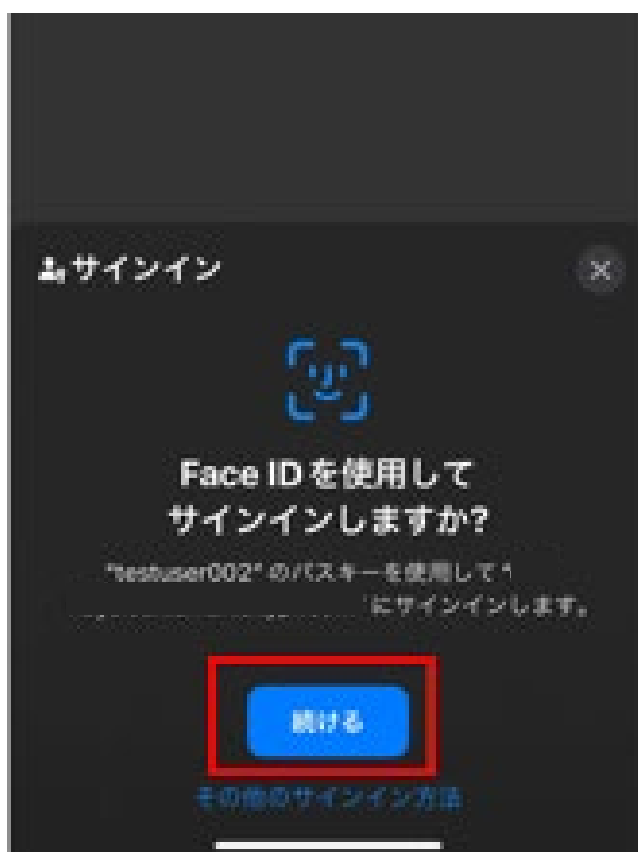 サインイン
Face IDを使用して
サインインしますか?
"testuser002"のパスキーを使用して"
"にサインインします。
続ける
その他のサインイン方法